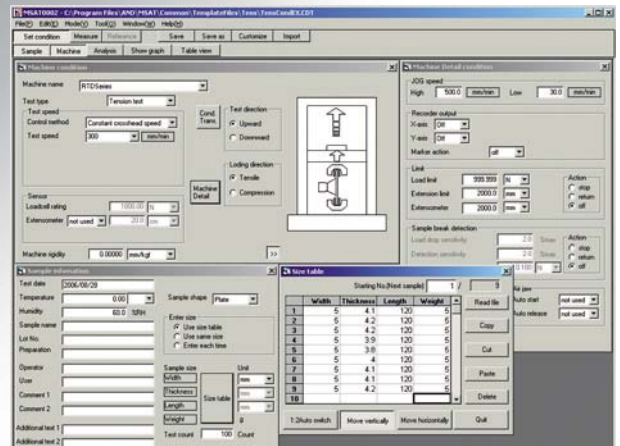 MSAT0002 - C:\Program Files\AND\MSAT\Common\TemplateFiles\Tens\TensCondEX.CDT
File(F) Edit(E) Mode(V) Tool(Q) Window(W) Help(H)
Set condition Measure Reference Save Save as Customize Import
Sample Machine Analysis Show graph Table view
Machine condition
Machine name RTDSeries
Test type Tension test
Test speed
Control method Constant crosshead speed
Test speed 300 mm/min
Cond. Trans.
Test direction
Upward
Downward
Loding direction
Tensile
Compression
Machine Detail
Sensor
Loadcell rating 1000.00 N
Extensometer not used 20.0 cm
Machine rigidity 0.00000 mm/kgf >>
Machine Detail condition
JOG speed
High 500.0 mm/min Low 30.0 mm/min
Recorder output
X-axis Off
Y-axis Off
Marker action off
Limit
Load limit 999.999 N
Extension limit 2000.0 mm
Extensometer 2000.0 mm
Action
stop
return
off
Sample break detection
Load drop sensitivity 2.0 Smax
Detection sensitivity 2.0 Smax
0.100 N
Action
stop
return
off
Air jaw
Auto start not used
Auto release not used
Sample information
Test date 2006/08/29
Temperature 0.00
Humidity 60.0 %RH
Sample name
Lot No.
Preparation
Operator
User
Comment 1
Comment 2
Additional text 1
Additional text 2
Sample shape Plate
Enter size
Use size table
Use same size
Enter each time
Sample size Unit
Width mm
Thickness
Length
Weight g
Size table
Test count 100 Count
Size table
Starting No.(Next sample) 1 / 9
Width Thickness Length Weight
1 5 4.1 120 5
2 5 4.2 120 5
3 5 4.2 120 5
4 5 3.9 120 5
5 5 3.8 120 5
6 5 4 120 5
7 5 4.1 120 5
8 5 4.1 120 5
9 5 4.2 120 5
10
Read file
Copy
Cut
Paste
Delete
1:2Auto switch Move vertically Move horizontally Quit